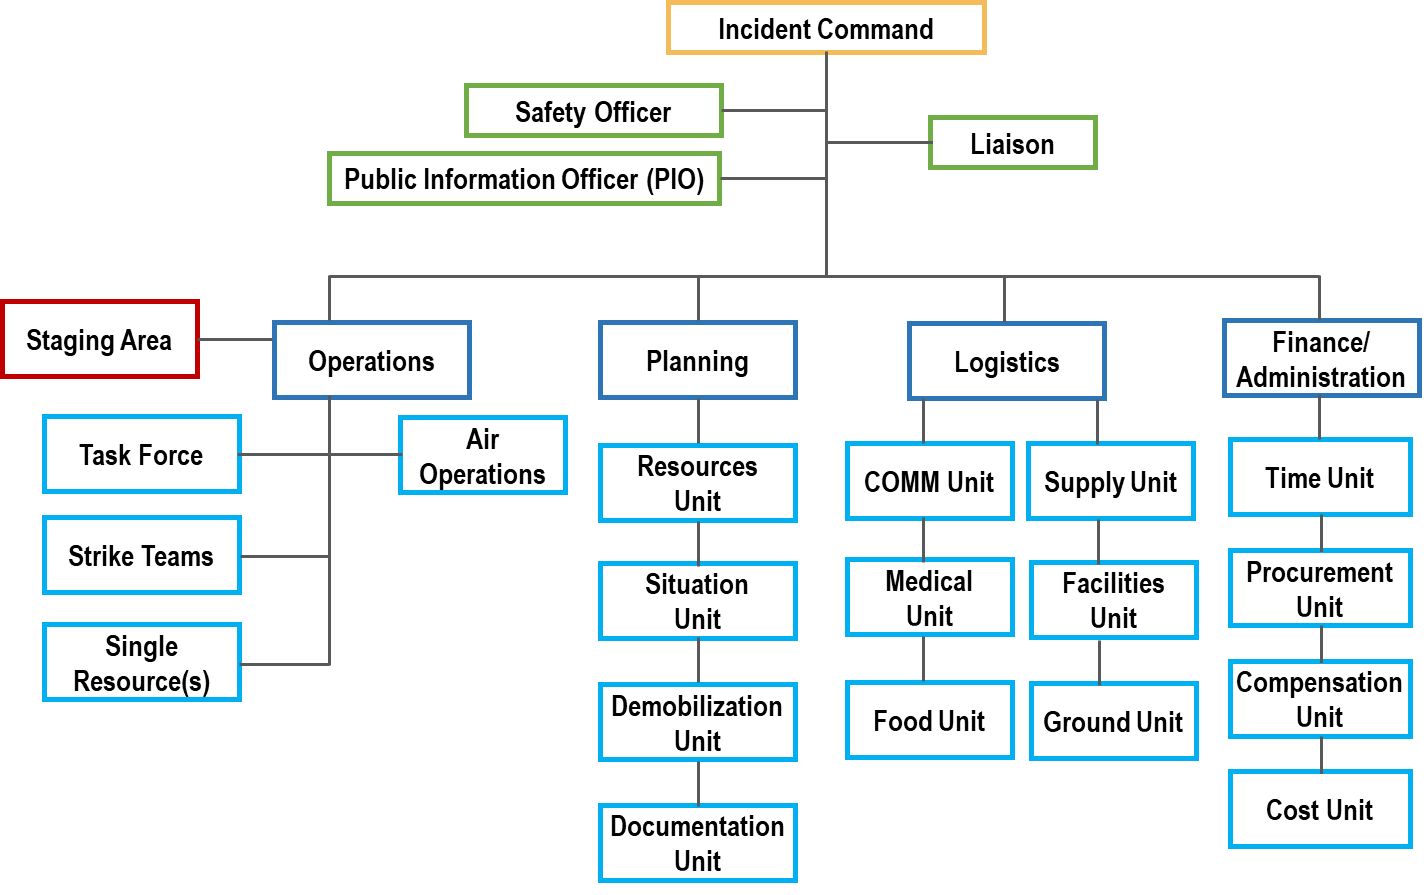 Incident Command
Safety Officer
Liaison
Public Information Officer (PIO)
Staging Area
Operations
Planning
Logistics
Finance/
Administration
Task Force
Air
Operations
Strike Teams
Single
Resource(s)
Resources
Unit
Situation
Unit
Demobilization
Unit
Documentation
Unit
COMM Unit
Medical
Unit
Food Unit
Supply Unit
Facilities
Unit
Ground Unit
Time Unit
Procurement
Unit
Compensation
Unit
Cost Unit